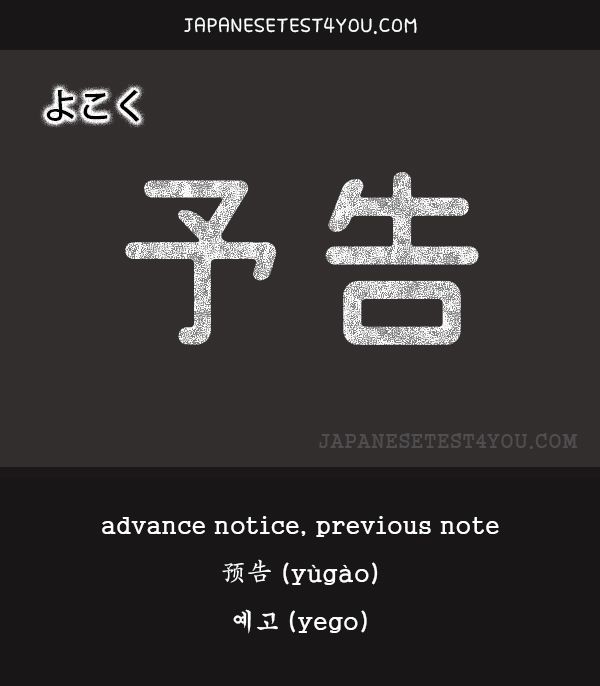 JAPANESETEST4YOU.COM
よこく
予告
JAPANESETEST4YOU.COM
advance notice, previous note
预告 (yùgào)
예고 (yego)